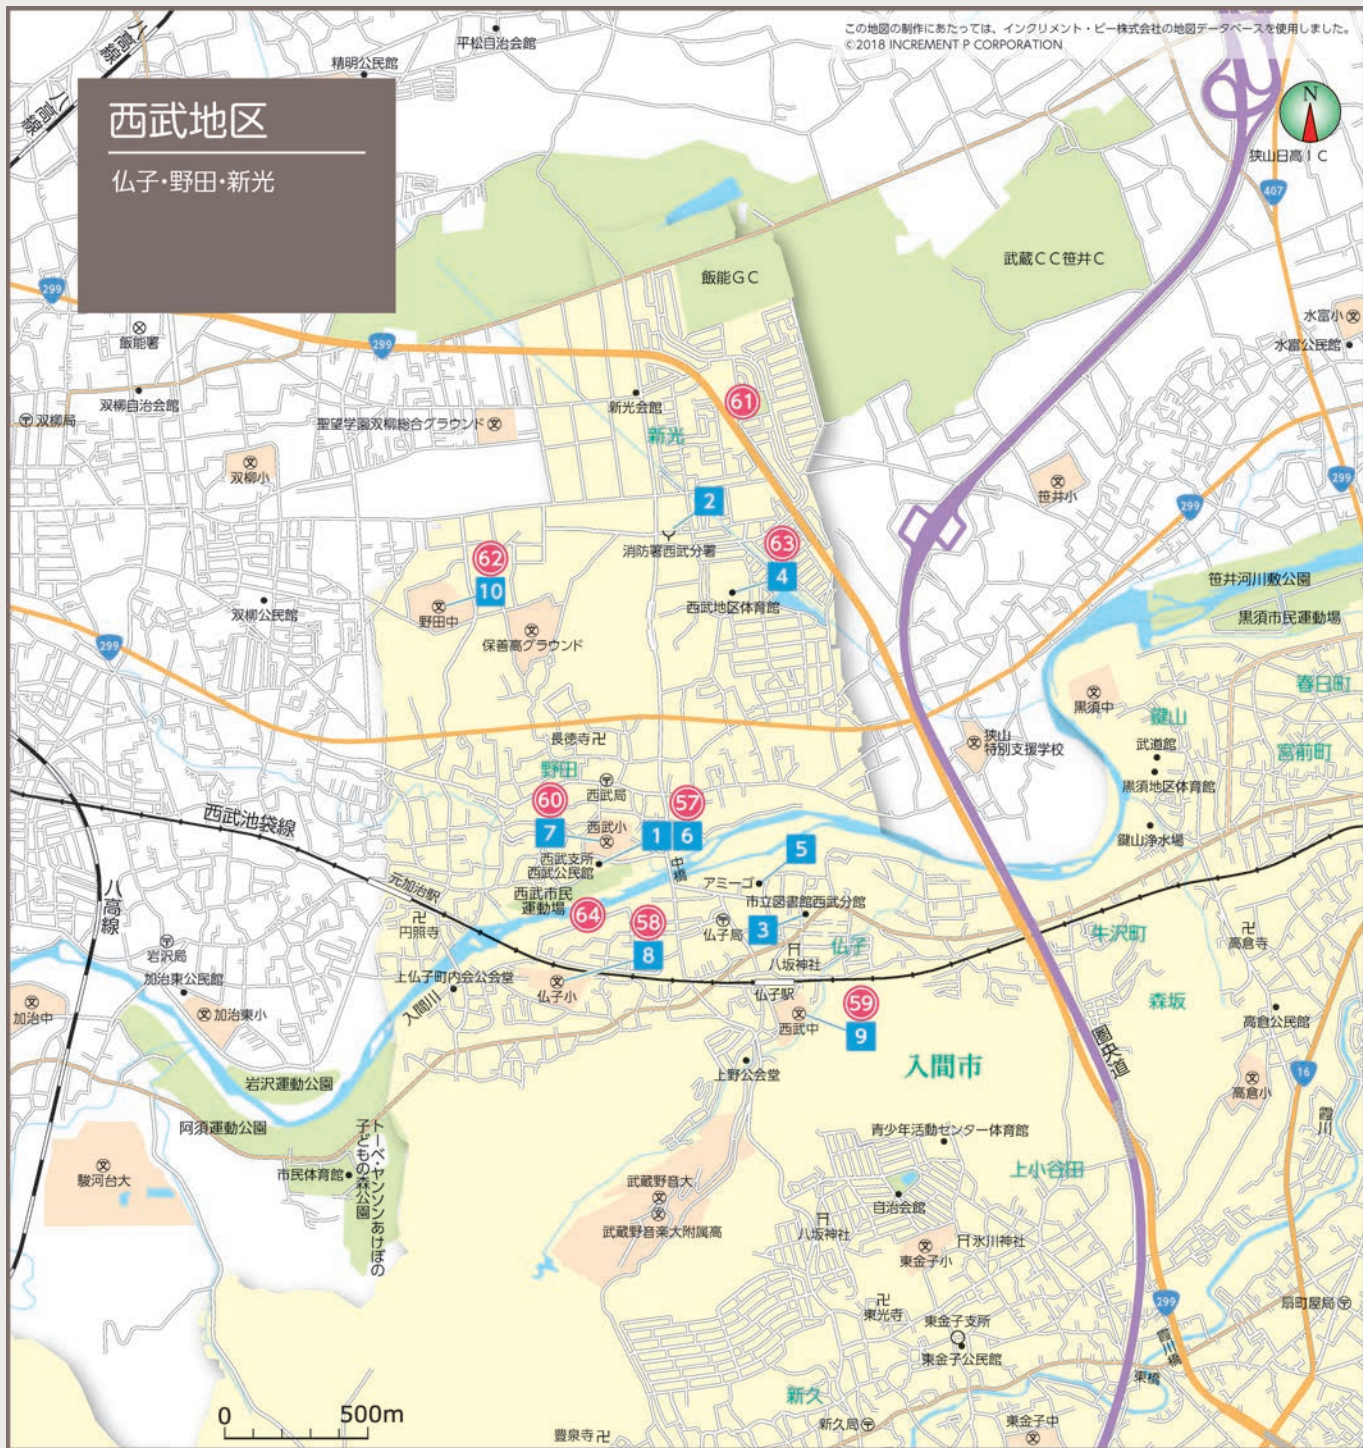 この地図の制作にあたっては、インクリメント・ピー株式会社の地図データベースを使用しました。
©2018 INCREMENT P CORPORATION
西武地区
仏子・野田・新光
八高線
八高線
平松自治会館
精明公民館
N
狭山日高IC
407
武蔵CC笹井C
飯能GC
299
飯能署
299
水富小
水富公民館
双柳局
双柳自治会館
新光会館
61
聖望学園双柳総合グラウンド
新光
双柳小
笹井小
299
299
2
消防署西武分署
63
4
西武地区体育館
62
10
野田中
保善高グラウンド
双柳公民館
299
笹井河川敷公園
黒須市民運動場
春日町
黒須中
鍵山
宮前町
武道館
黒須地区体育館
狭山
特別支援学校
鍵山浄水場
長徳寺
野田
西武局
60
7
西武小
57
1
6
中橋
5
西武支所
西武公民館
アミーゴ
市立図書館西武分館
西武市民
運動場
64
58
8
仏子局
3
八坂神社
仏子
西武池袋線
元加治駅
円照寺
八高線
岩沢局
加治東公民館
加治中
加治東小
上仏子町内会公会堂
入間川
仏子小
仏子駅
西武中
59
9
上野公会堂
牛沢町
高倉寺
森坂
高倉公民館
圏央道
入間市
高倉小
16
霞川
岩沢運動公園
阿須運動公園
市民体育館
トーベ・ヤンソンあけぼの
子どもの森公園
駿河台大
青少年活動センター体育館
上小谷田
自治会館
武蔵野音大
武蔵野音楽大附属高
八坂神社
東金子小
氷川神社
東光寺
東金子支所
東金子公民館
299
扇町屋局
霞川橋
東橋
新久
新久局
東金子中
豊泉寺
0
500m